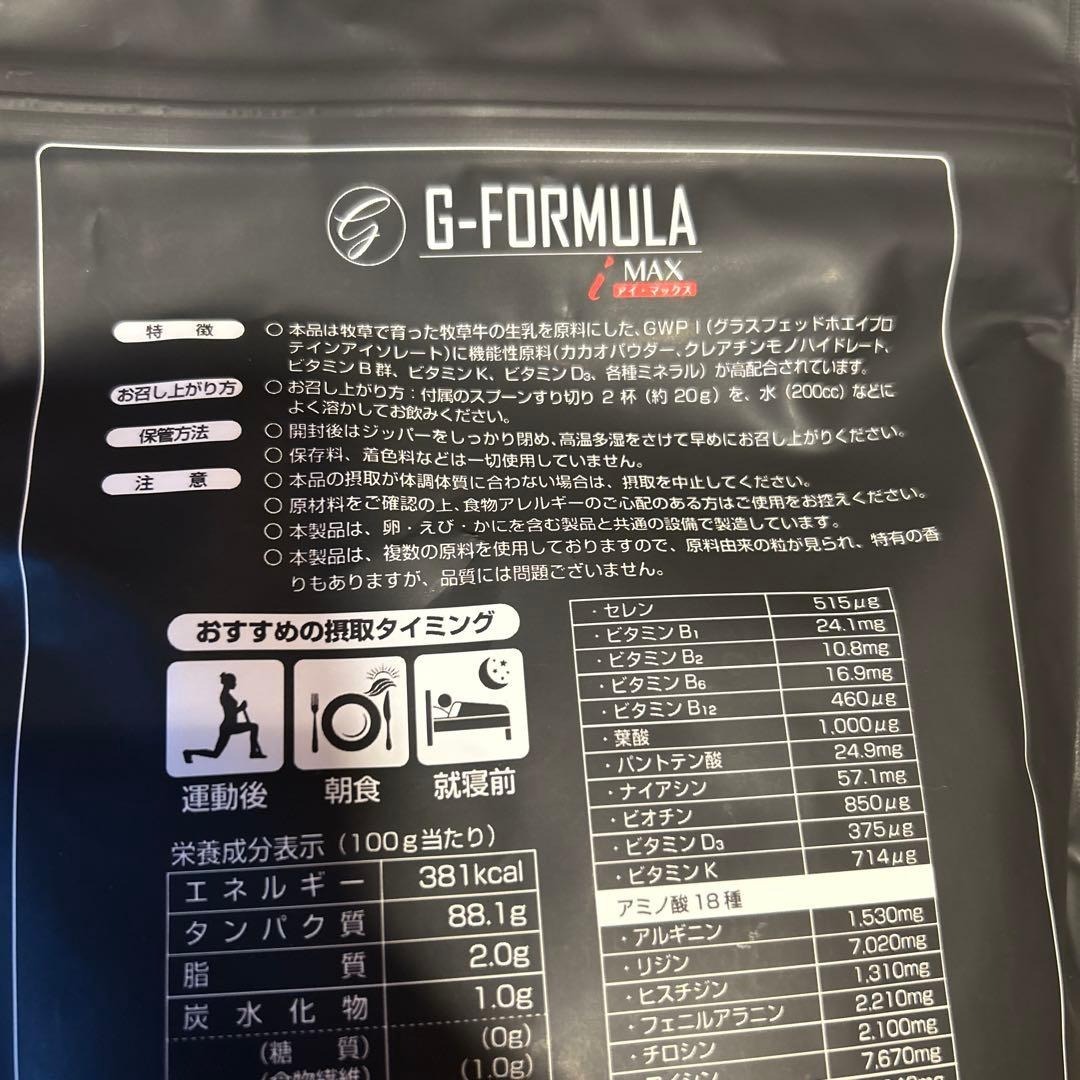 G
G-FORMULA
i MAX
アイ・マックス
特 徴
○ 本品は牧草で育った牧草牛の生乳を原料にした、GWPI(グラスフェッドホエイプロ
テインアイソレート)に機能性原料(カカオパウダー、クレアチンモノハイドレート、
ビタミンB群、ビタミンK、ビタミンD3、各種ミネラル)が高配合されています。
お召し上がり方
○ お召し上がり方:付属のスプーンすり切り2杯(約20g)を、水(200cc)などに
よく溶かしてお飲みください。
保管方法
○ 開封後はジッパーをしっかり閉め、高温多湿をさけて早めにお召し上がりください。
○ 保存料、着色料などは一切使用していません。
注 意
○ 本品の摂取が体調体質に合わない場合は、摂取を中止してください。
○ 原材料をご確認の上、食物アレルギーのご心配のある方はご使用をお控えください。
○ 本製品は、卵・えび・かにを含む製品と共通の設備で製造しています。
○ 本製品は、複数の原料を使用しておりますので、原料由来の粒が見られ、特有の香
りもありますが、品質には問題ございません。
おすすめの摂取タイミング
運動後 朝食 就寝前
栄養成分表示(100g当たり)
エネルギー 381kcal
タンパク質 88.1g
脂質 2.0g
炭水化物 1.0g
(糖質) (0g)
(食物繊維) (1.0g)
・セレン 515μg
・ビタミンB1 24.1mg
・ビタミンB2 10.8mg
・ビタミンB6 16.9mg
・ビタミンB12 460μg
・葉酸 1,000μg
・パントテン酸 24.9mg
・ナイアシン 57.1mg
・ビオチン 850μg
・ビタミンD3 375μg
・ビタミンK 714μg
アミノ酸18種
・アルギニン 1,530mg
・リジン 7,020mg
・ヒスチジン 1,310mg
・フェニルアラニン 2,210mg
・チロシン 2,100mg
7,670mg